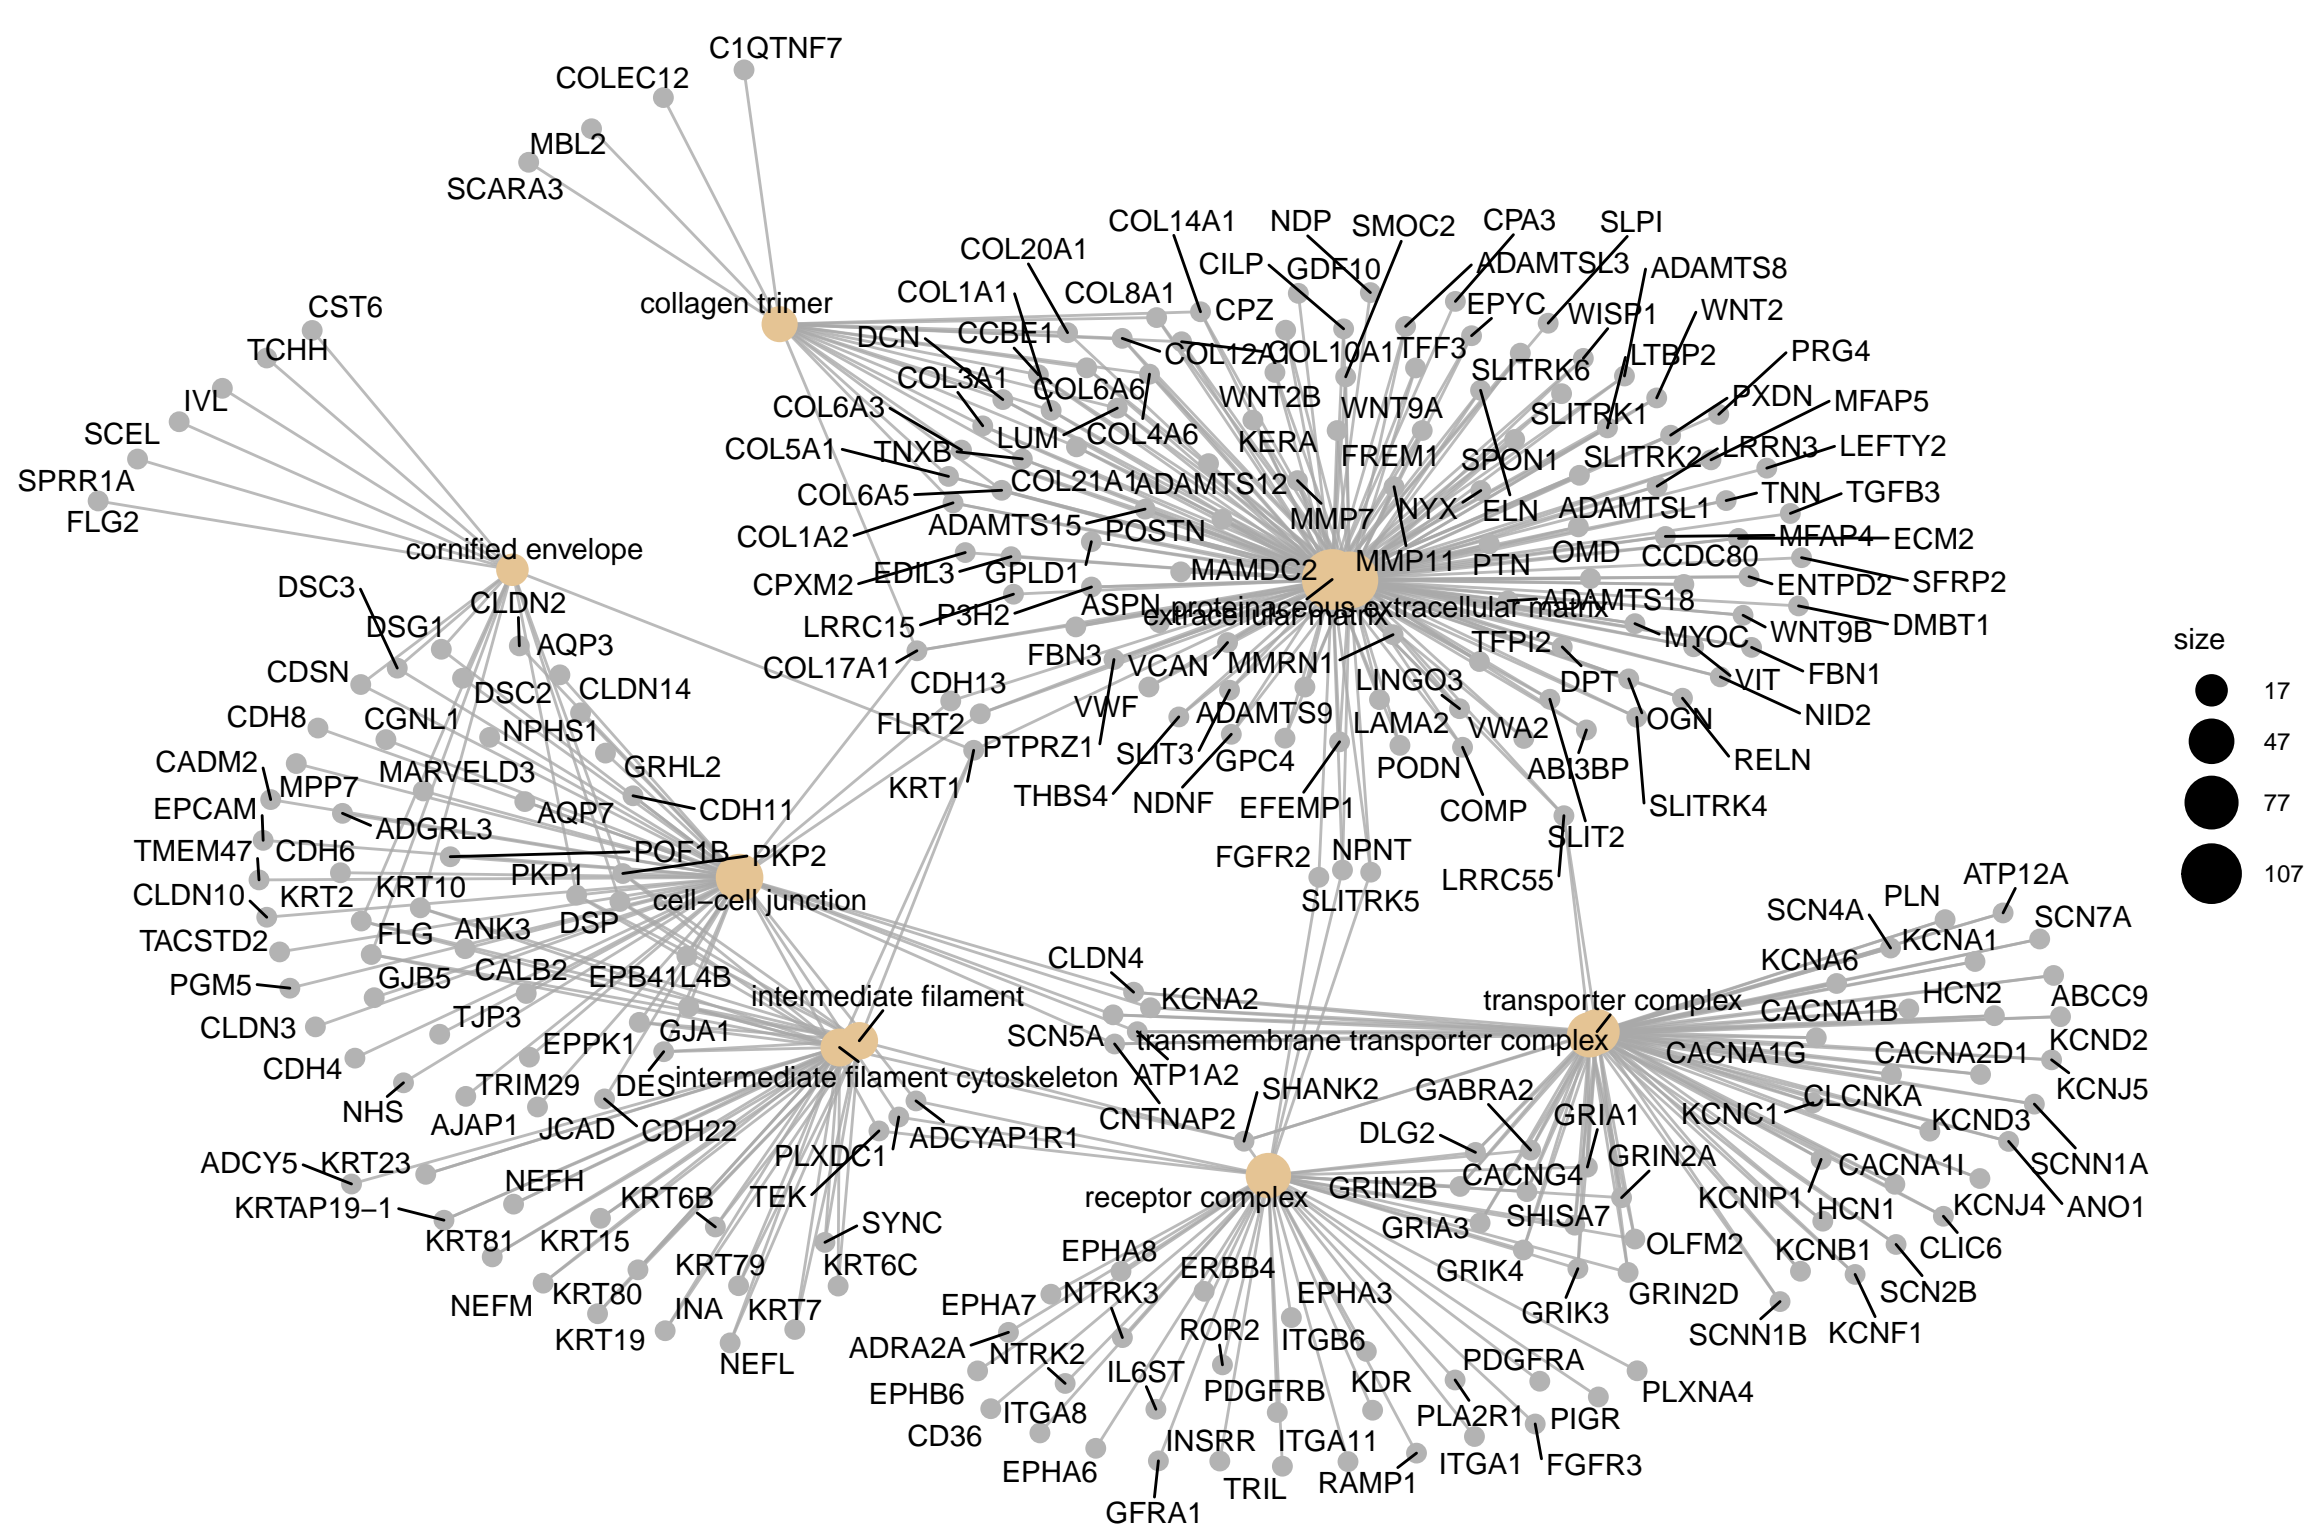 C1QTNF7
COLEC12
MBL2
SCARA3
COL14A1
NDP
SMOC2
CPA3
SLPI
COL20A1
CILP
GDF10
ADAMTSL3
ADAMTS8
COL1A1
COL8A1
CPZ
EPYC
WISP1
WNT2
collagen trimer
CST6
DCN
CCBE1
COL12A1
COL10A1
TFF3
SLITRK6
LTBP2
PRG4
TCHH
COL3A1
COL6A6
WNT2B
WNT9A
SLITRK1
PXDN
MFAP5
IVL
COL6A3
LUM
COL4A6
KERA
FREM1
SPON1
SLITRK2
LRRN3
LEFTY2
SCEL
COL5A1
TNXB
COL21A1
ADAMTS12
NYX
ELN
ADAMTSL1
TNN
TGFB3
SPRR1A
COL6A5
FLG2
COL1A2
ADAMTS15
POSTN
MMP7
MMP11
PTN
OMD
CCDC80
MFAP4
ECM2
cornified envelope
CPXM2
EDIL3
GPLD1
MAMDC2
ENTPD2
SFRP2
DSC3
CLDN2
LRRC15
P3H2
ASPN
proteinaceous extracellular matrix
extracellular matrix
ADAMTS18
MYOC
WNT9B
DMBT1
size
DSG1
AQP3
COL17A1
FBN3
VCAN
MMRN1
TFPI2
FBN1
CDSN
DSC2
CLDN14
CDH13
VWF
ADAMTS9
LINGO3
DPT
VIT
17
CDH8
CGNL1
NPHS1
FLRT2
PTPRZ1
SLIT3
LAMA2
VWA2
OGN
NID2
47
CADM2
MPP7
MARVELD3
GRHL2
KRT1
THBS4
GPC4
PODN
ABI3BP
RELN
EPCAM
AQP7
CDH11
NDNF
EFEMP1
COMP
SLITRK4
77
ADGRL3
TMEM47
CDH6
POF1B
PKP2
FGFR2
NPNT
SLIT2
CLDN10
KRT2
KRT10
PKP1
cell−cell junction
SLITRK5
LRRC55
ATP12A
107
TACSTD2
FLG
ANK3
DSP
SCN4A
PLN
SCN7A
PGM5
GJB5
CALB2
EPB41L4B
CLDN4
KCNA6
KCNA1
CLDN3
TJP3
intermediate filament
KCNA2
transporter complex
CACNA1B
HCN2
ABCC9
CDH4
EPPK1
GJA1
SCN5A
transmembrane transporter complex
CACNA1G
CACNA2D1
KCND2
NHS
TRIM29
DES
intermediate filament cytoskeleton
ATP1A2
SHANK2
GABRA2
CLCNKA
KCNJ5
AJAP1
JCAD
CDH22
ADCYAP1R1
CNTNAP2
DLG2
GRIA1
KCNC1
KCND3
ADCY5
KRT23
PLXDC1
CACNG4
GRIN2A
CACNA1I
SCNN1A
KRTAP19−1
NEFH
KRT6B
TEK
receptor complex
GRIN2B
SHISA7
KCNIP1
HCN1
KCNJ4
ANO1
KRT81
KRT15
SYNC
EPHA8
ERBB4
GRIA3
OLFM2
KCNB1
CLIC6
NEFM
KRT80
KRT79
KRT6C
EPHA7
NTRK3
EPHA3
GRIK4
GRIN2D
SCN2B
KRT19
INA
KRT7
ADRA2A
NTRK2
ROR2
ITGB6
GRIK3
SCNN1B
KCNF1
NEFL
EPHB6
IL6ST
PDGFRB
KDR
PDGFRA
PLXNA4
CD36
ITGA8
INSRR
ITGA11
PLA2R1
PIGR
EPHA6
TRIL
RAMP1
ITGA1
FGFR3
GFRA1